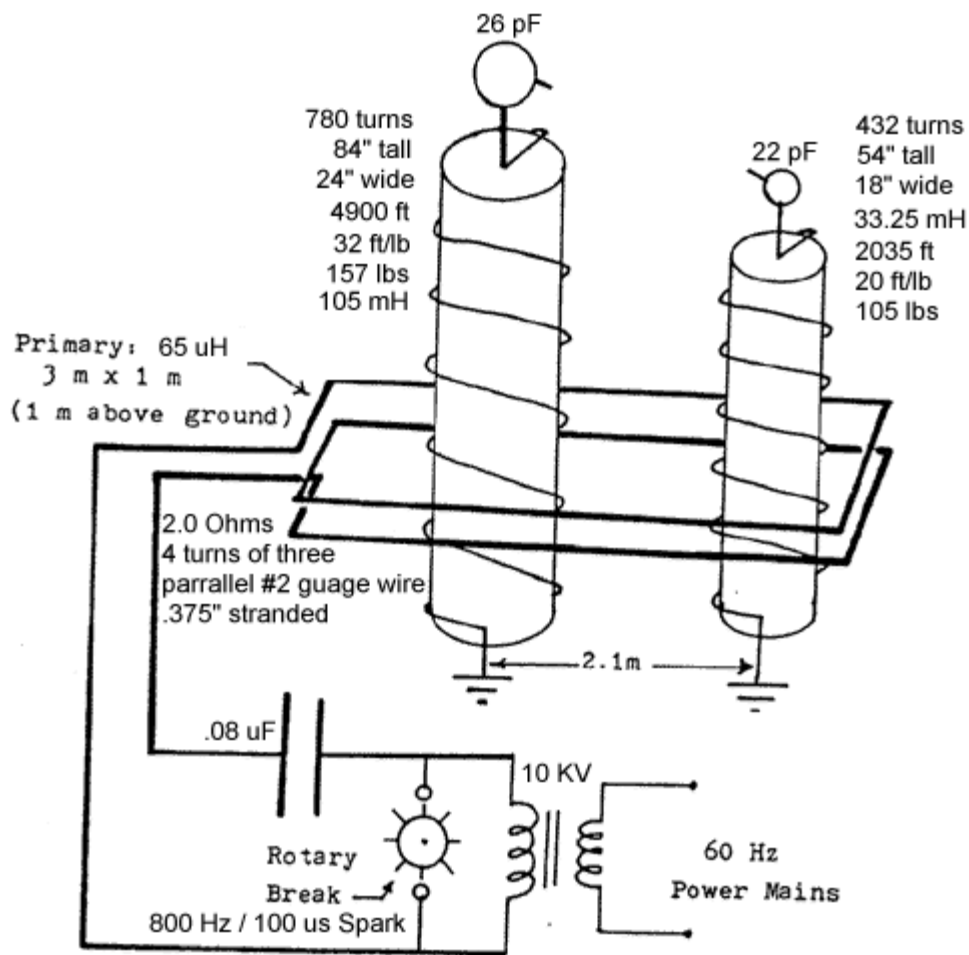 26 pF
780 turns
84" tall
24" wide
4900 ft
32 ft/lb
157 lbs
105 mH
22 pF
432 turns
54" tall
18" wide
33.25 mH
2035 ft
20 ft/lb
105 lbs
Primary: 65 uH
3 m x 1 m
(1 m above ground)
2.0 Ohms
4 turns of three
parrallel #2 guage wire
.375" stranded
2.1m
.08 uF
10 KV
Rotary
Break
800 Hz / 100 us Spark
60 Hz
Power Mains